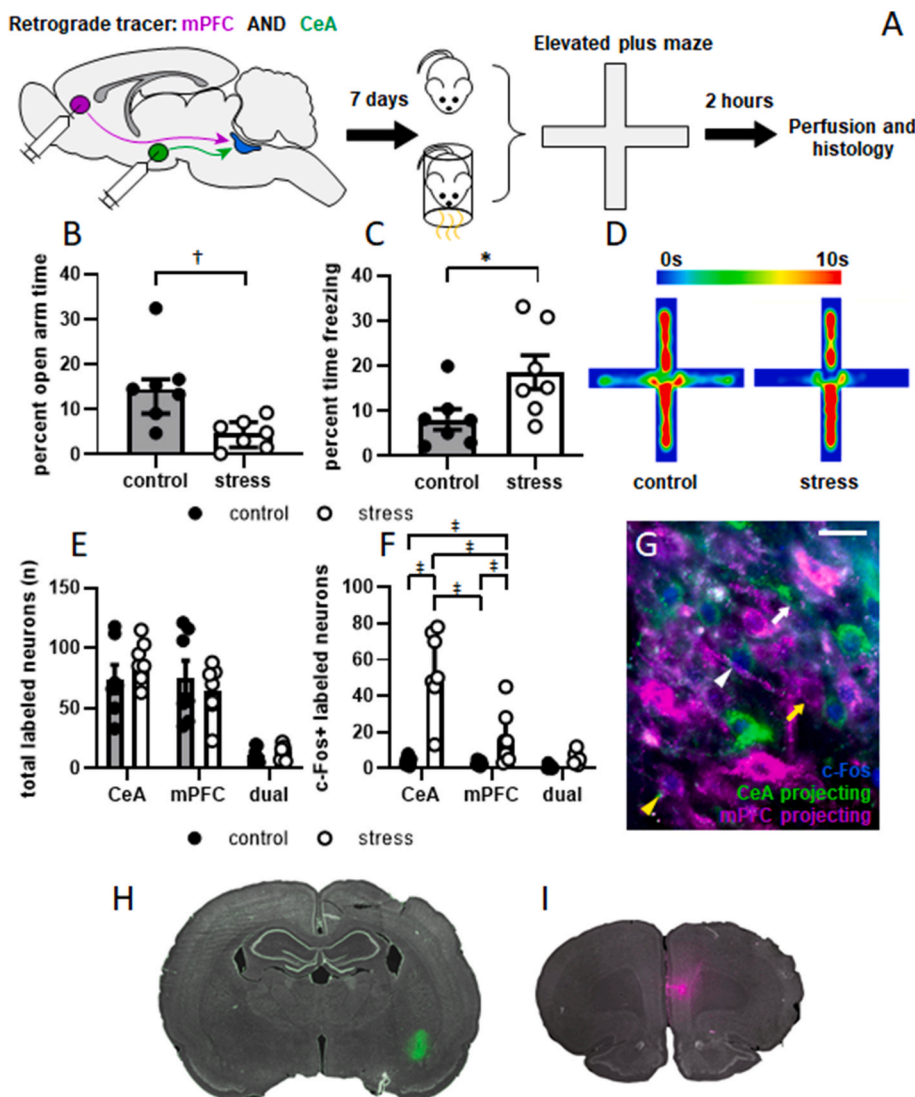 Retrograde tracer: mPFC AND CeA
A
Elevated plus maze
7 days
2 hours
Perfusion and
histology
B
†
percent open arm time
40
30
20
10
0
control stress
C
*
percent time freezing
40
30
20
10
0
control stress
D
0s 10s
control stress
● control ○ stress
E
total labeled neurons (n)
150
100
50
0
CeA mPFC dual
F
‡
‡
‡ ‡
‡
c-Fos+ labeled neurons
100
80
60
40
20
0
CeA mPFC dual
G
c-Fos
CeA projecting
mPFC projecting
● control ○ stress
H
I